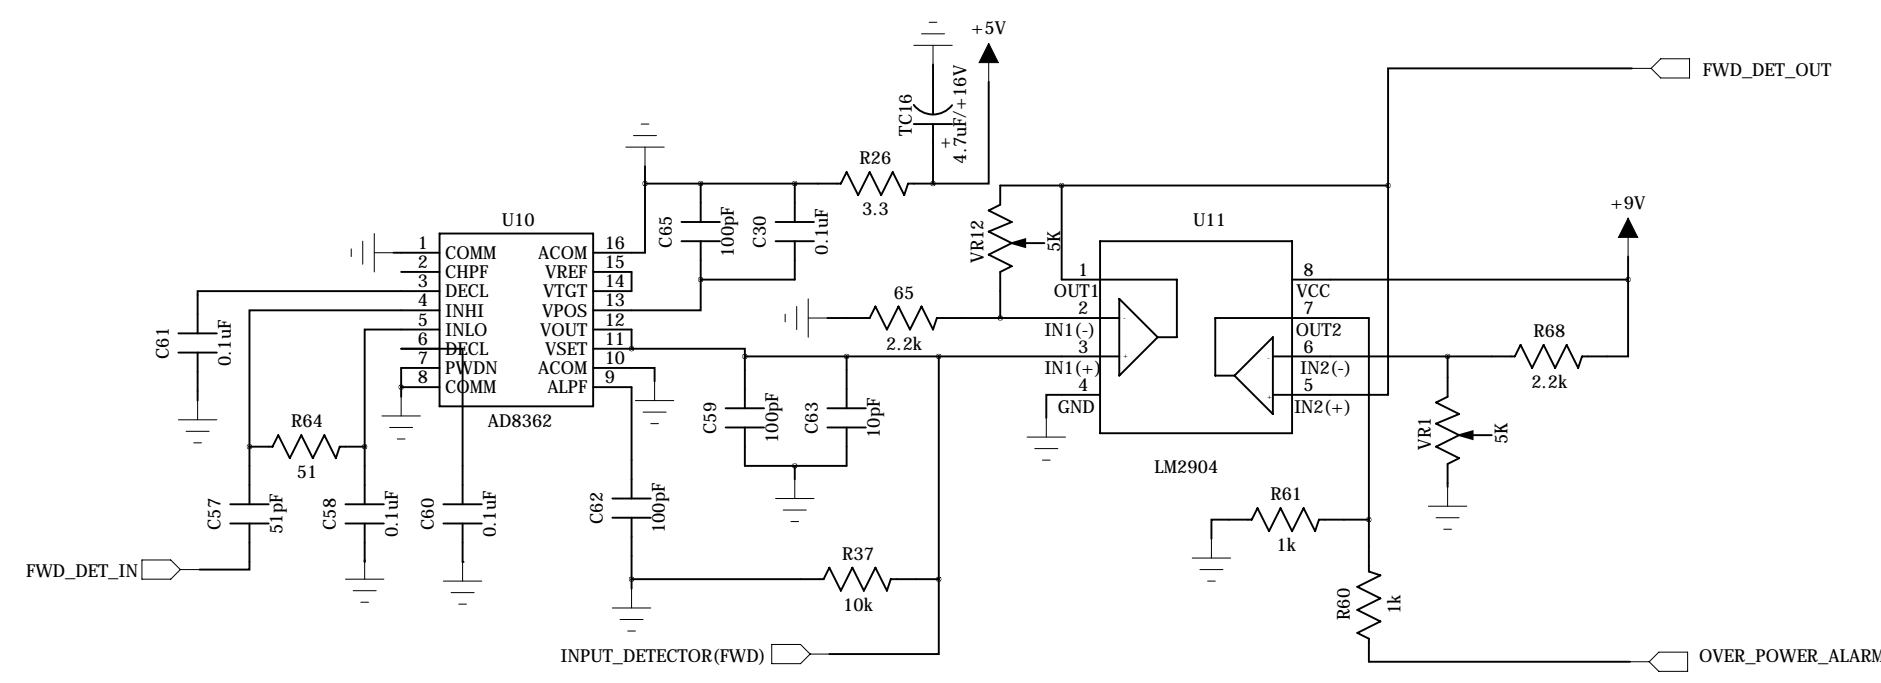 +5V
FWD_DET_OUT
TC16
4.7uF/+16V
+
R26
3.3
U10
C65
100pF
C30
0.1uF
VR12
5K
U11
+9V
1
COMM
ACOM
16
2
CHPF
VREF
15
3
DECL
VTGT
14
4
INHI
VPOS
13
5
INLO
VOUT
12
6
DECL
VSET
11
7
PWDN
ACOM
10
8
COMM
ALPF
9
AD8362
C61
0.1uF
65
2.2k
1
OUT1
2
IN1(-)
3
IN1(+)
4
GND
8
VCC
7
OUT2
6
IN2(-)
5
IN2(+)
-
+
-
+
LM2904
R68
2.2k
VR1
5K
R64
51
C59
100pF
C63
10pF
C57
51pF
C58
0.1uF
C60
0.1uF
C62
100pF
R61
1k
R37
10k
R60
1k
FWD_DET_IN
INPUT_DETECTOR(FWD)
OVER_POWER_ALARM